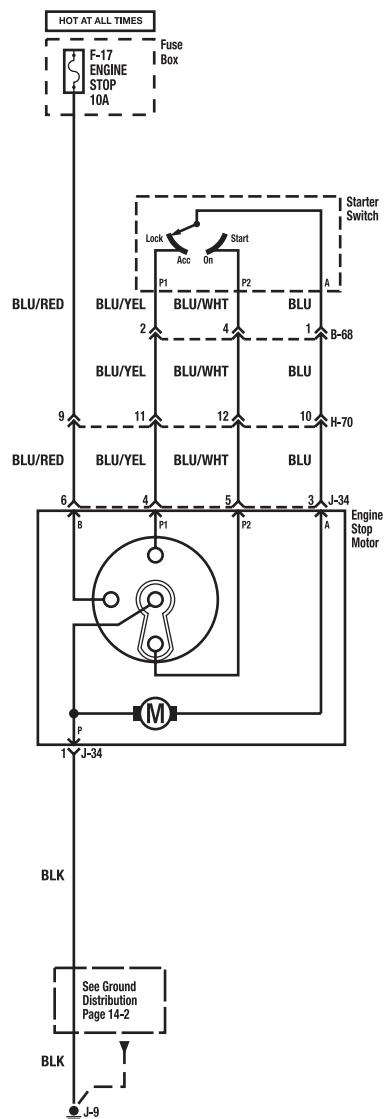 HOT AT ALL TIMES
F-17
ENGINE
STOP
10A
Fuse
Box
Starter
Switch
Lock
Start
Acc
On
P1
P2
A
BLU/RED
BLU/YEL
BLU/WHT
BLU
2
4
1
B-68
BLU/YEL
BLU/WHT
BLU
9
11
12
10
H-70
BLU/RED
BLU/YEL
BLU/WHT
BLU
6
4
5
3
J-34
B
P1
P2
A
Engine
Stop
Motor
M
P
1
J-34
BLK
See Ground
Distribution
Page 14-2
BLK
J-9